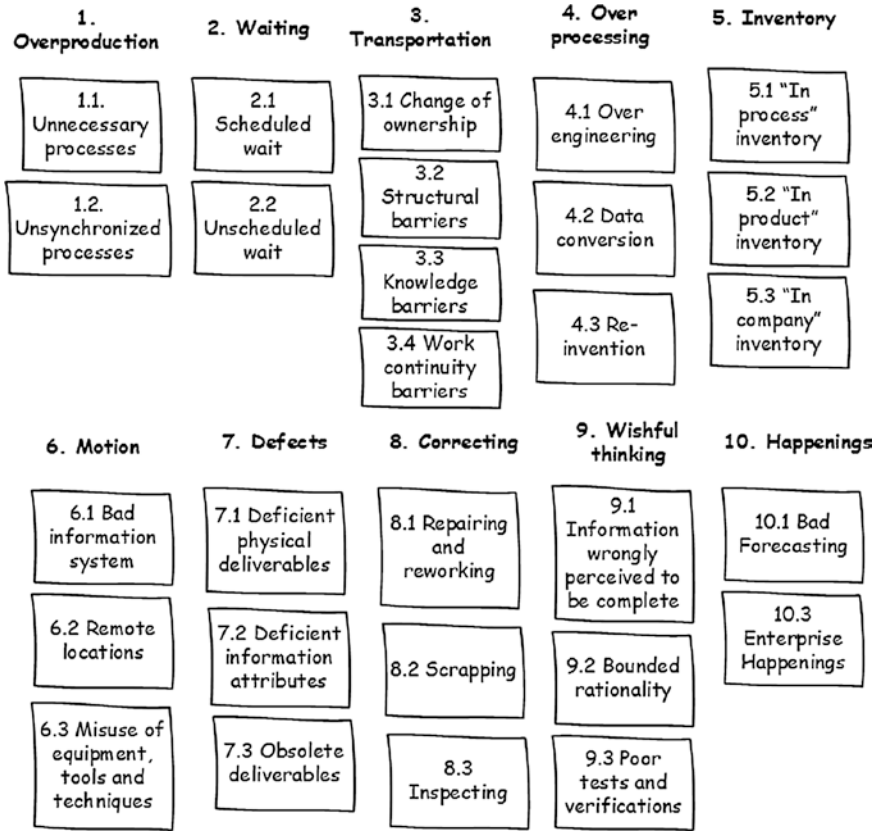 1.
Overproduction
1.1.
Unnecessary
processes
1.2.
Unsynchronized
processes
2. Waiting
2.1
Scheduled
wait
2.2
Unscheduled
wait
3.
Transportation
3.1 Change of
ownership
3.2
Structural
barriers
3.3
Knowledge
barriers
3.4 Work
continuity
barriers
4. Over
processing
4.1 Over
engineering
4.2 Data
conversion
4.3 Re-
invention
5. Inventory
5.1 “In
process”
inventory
5.2 “In
product”
inventory
5.3 “In
company”
inventory
6. Motion
6.1 Bad
information
system
6.2 Remote
locations
6.3 Misuse of
equipment,
tools and
techniques
7. Defects
7.1 Deficient
physical
deliverables
7.2 Deficient
information
attributes
7.3 Obsolete
deliverables
8. Correcting
8.1 Repairing
and
reworking
8.2 Scrapping
8.3
Inspecting
9. Wishful
thinking
9.1
Information
wrongly
perceived to
be complete
9.2 Bounded
rationality
9.3 Poor
tests and
verifications
10. Happenings
10.1 Bad
Forecasting
10.3
Enterprise
Happenings